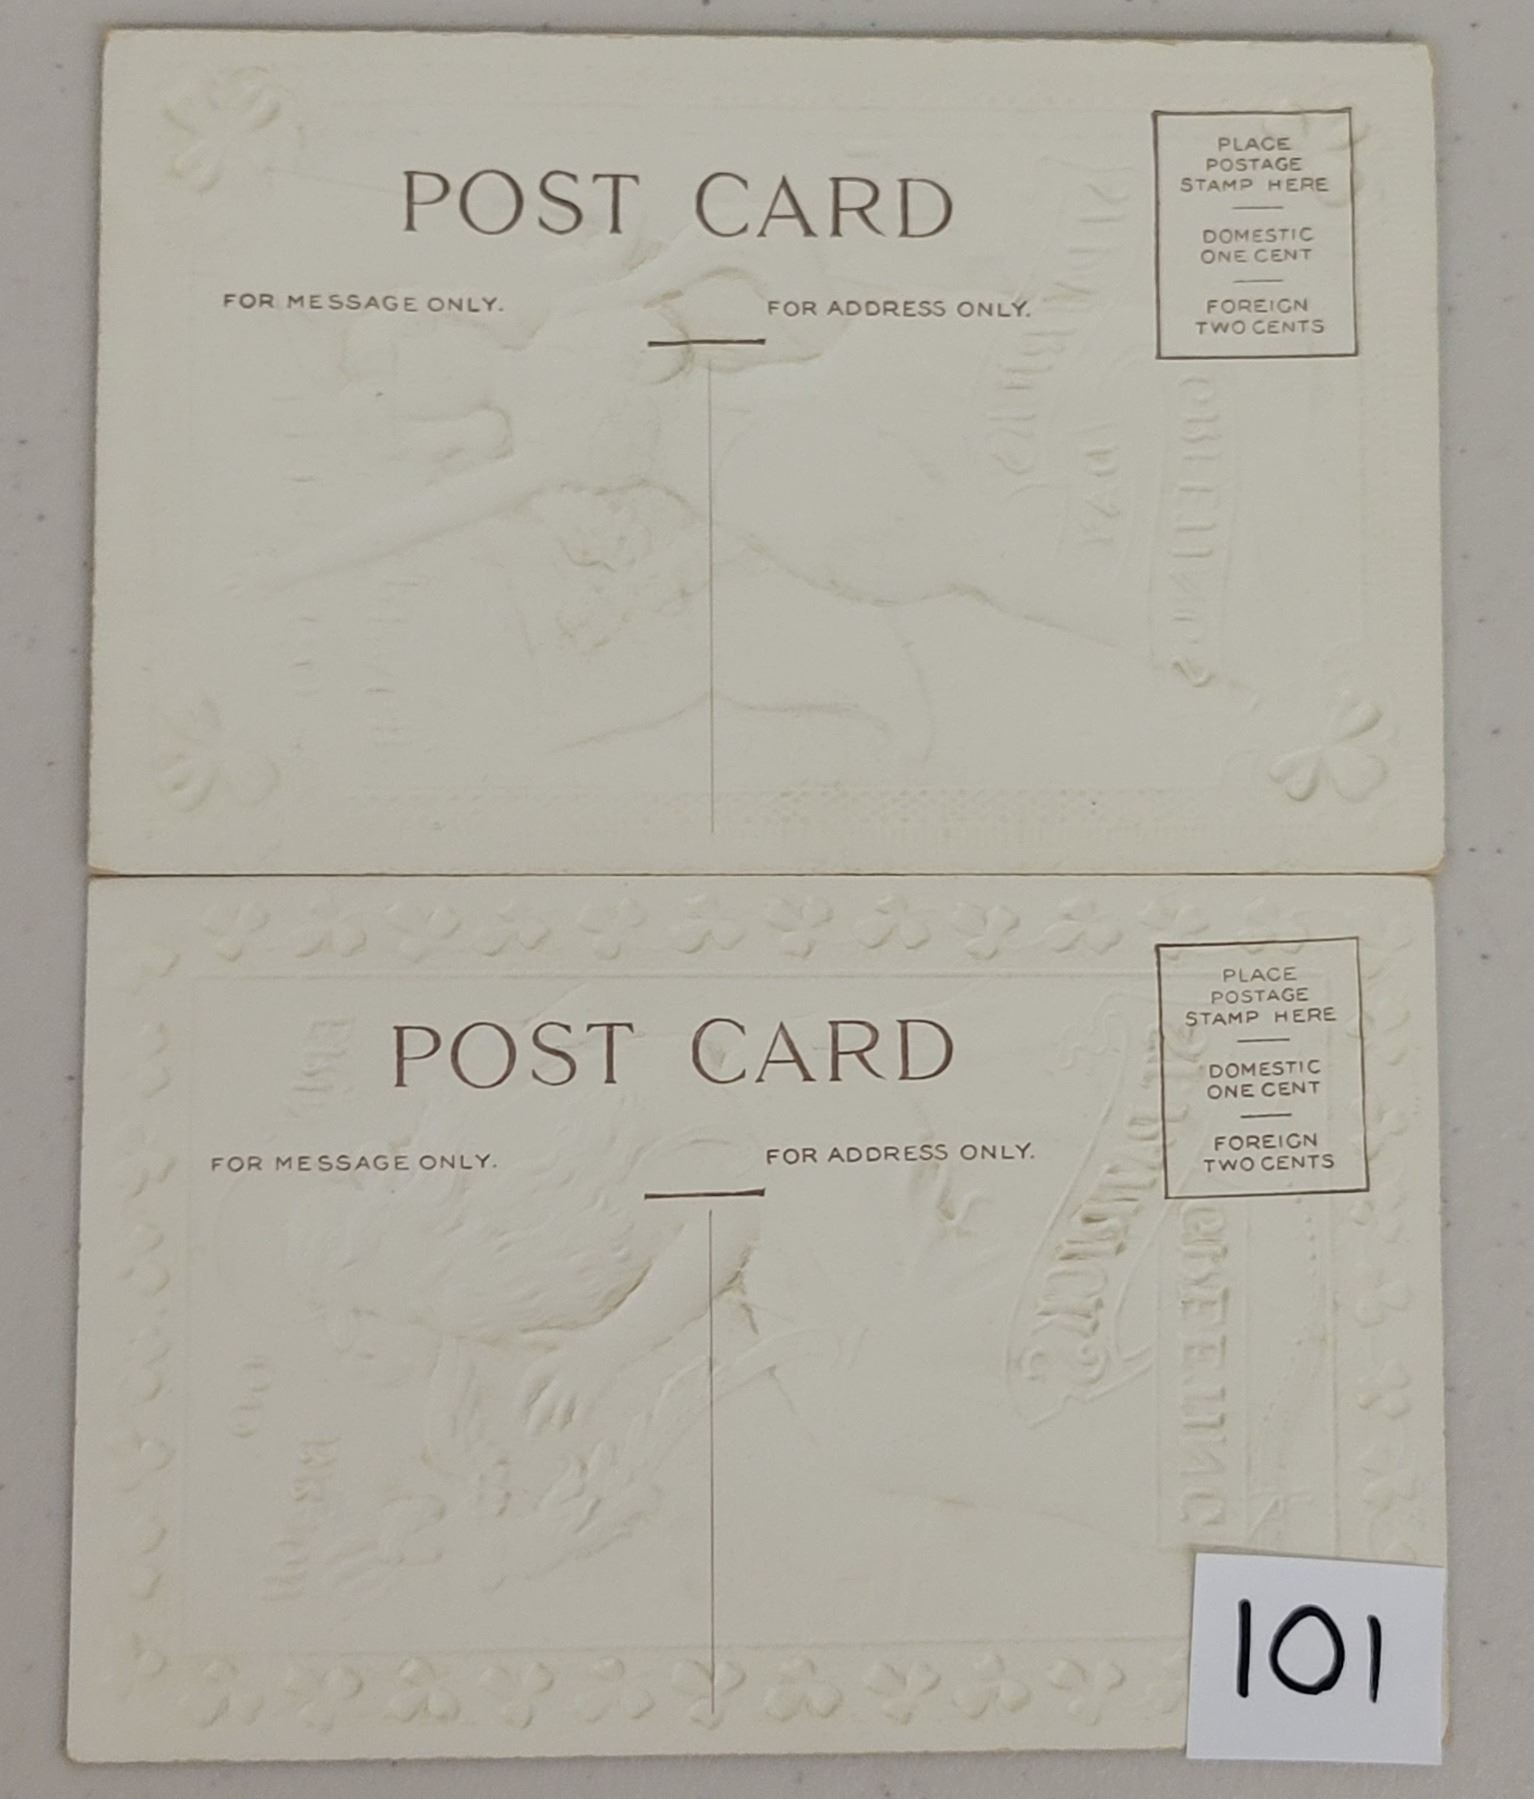 POST CARD
FOR MESSAGE ONLY.
FOR ADDRESS ONLY.
PLACE
POSTAGE
STAMP HERE
DOMESTIC
ONE CENT
FOREIGN
TWO CENTS
POST CARD
FOR MESSAGE ONLY.
FOR ADDRESS ONLY.
PLACE
POSTAGE
STAMP HERE
DOMESTIC
ONE CENT
FOREIGN
TWO CENTS
101